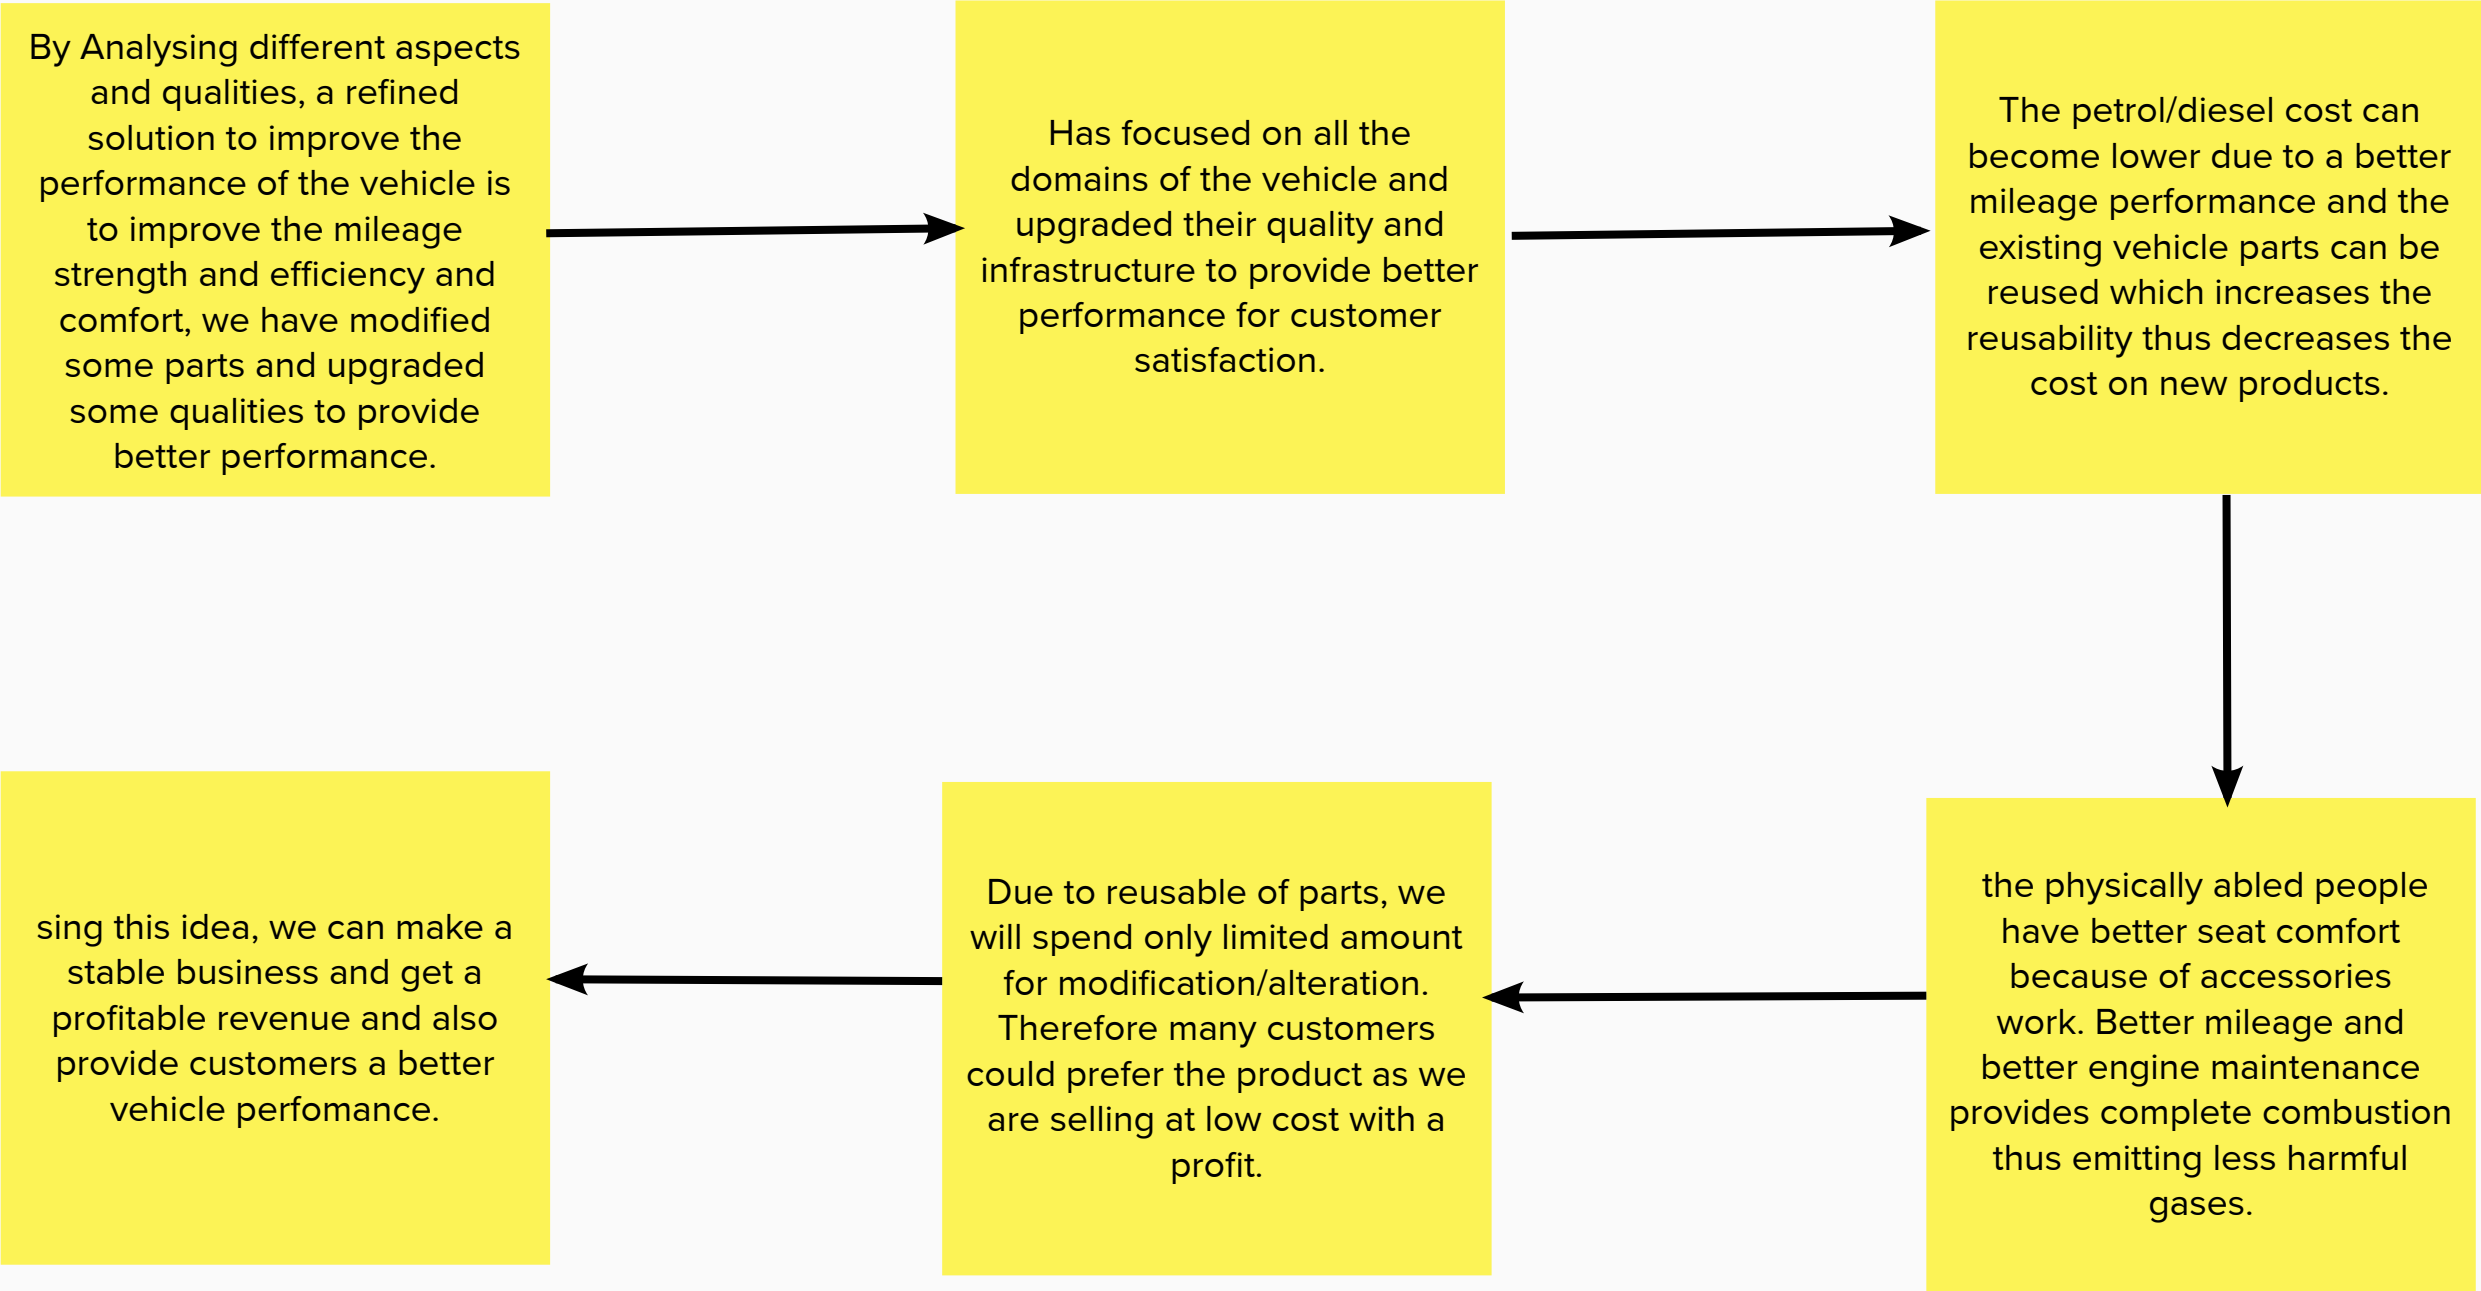 By Analysing different aspects
and qualities, a refined
solution to improve the
performance of the vehicle is
to improve the mileage
strength and efficiency and
comfort, we have modified
some parts and upgraded
some qualities to provide
better performance.
Has focused on all the
domains of the vehicle and
upgraded their quality and
infrastructure to provide better
performance for customer
satisfaction.
The petrol/diesel cost can
become lower due to a better
mileage performance and the
existing vehicle parts can be
reused which increases the
reusability thus decreases the
cost on new products.
the physically abled people
have better seat comfort
because of accessories
work. Better mileage and
better engine maintenance
provides complete combustion
thus emitting less harmful
gases.
Due to reusable of parts, we
will spend only limited amount
for modification/alteration.
Therefore many customers
could prefer the product as we
are selling at low cost with a
profit.
sing this idea, we can make a
stable business and get a
profitable revenue and also
provide customers a better
vehicle perfomance.